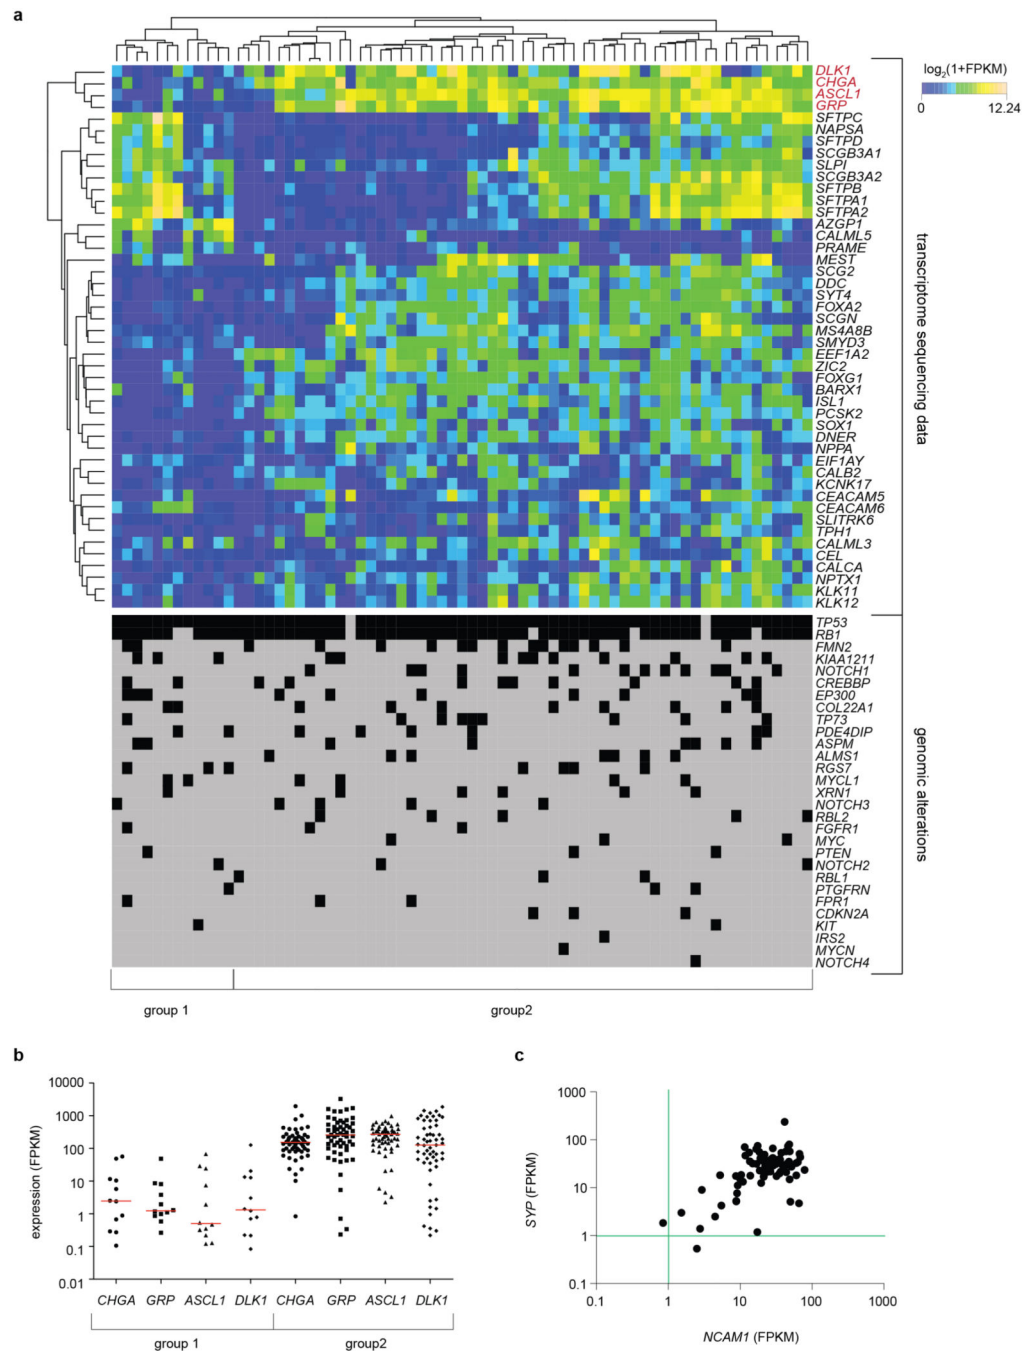 a
log2(1+FPKM)
0 12.24
DLK1
CHGA
ASCL1
GRP
SFTPC
NAPSA
SFTPD
SCGB3A1
SLPI
SCGB3A2
SFTPB
SFTPA1
SFTPA2
AZGP1
CALML5
PRAME
MEST
SCG2
DDC
SYT4
FOXA2
SCGN
MS4A8B
SMYD3
EEF1A2
ZIC2
FOXG1
BARX1
ISL1
PCSK2
SOX1
DNER
NPPA
EIF1AY
CALB2
KCNK17
CEACAM5
CEACAM6
SLITRK6
TPH1
CALML3
CEL
CALCA
NPTX1
KLK11
KLK12
transcriptome sequencing data
TP53
RB1
FMN2
KIAA1211
NOTCH1
CREBBP
EP300
COL22A1
TP73
PDE4DIP
ASPM
ALMS1
RGS7
MYCL1
XRN1
NOTCH3
RBL2
FGFR1
MYC
PTEN
NOTCH2
RBL1
PTGFRN
FPR1
CDKN2A
KIT
IRS2
MYCN
NOTCH4
genomic alterations
group 1 group2
b
expression (FPKM)
10000
1000
100
10
1
0.1
0.01
CHGA GRP ASCL1 DLK1 CHGA GRP ASCL1 DLK1
group 1 group2
c
SYP (FPKM)
1000
100
10
1
0.1
0.1 1 10 100 1000
NCAM1 (FPKM)